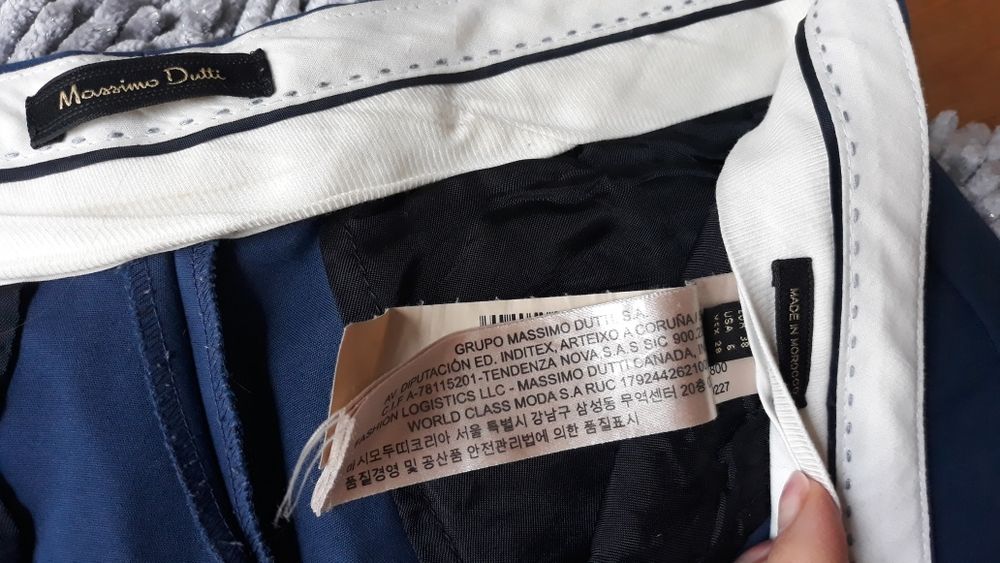 Massimo Dutti
GRUPO MASSIMO DUTTI, S.A.
AV. DIPUTACIÓN ED. INDITEX, ARTEIXO A CORUÑA
C.I.F A-78115201-TENDENZA NOVA S.A.S SIC 900.2
FASHION LOGISTICS LLC - MASSIMO DUTTI CANADA,
WORLD CLASS MODA S.A RUC 1792442621001
마시모두띠코리아 서울 특별시 강남구 삼성동 무역센터 20층
품질경영 및 공산품 안전관리법에 의한 품질표시
EUR 38
USA 6
MEX 28
800
0227
MADE IN MOROCCO